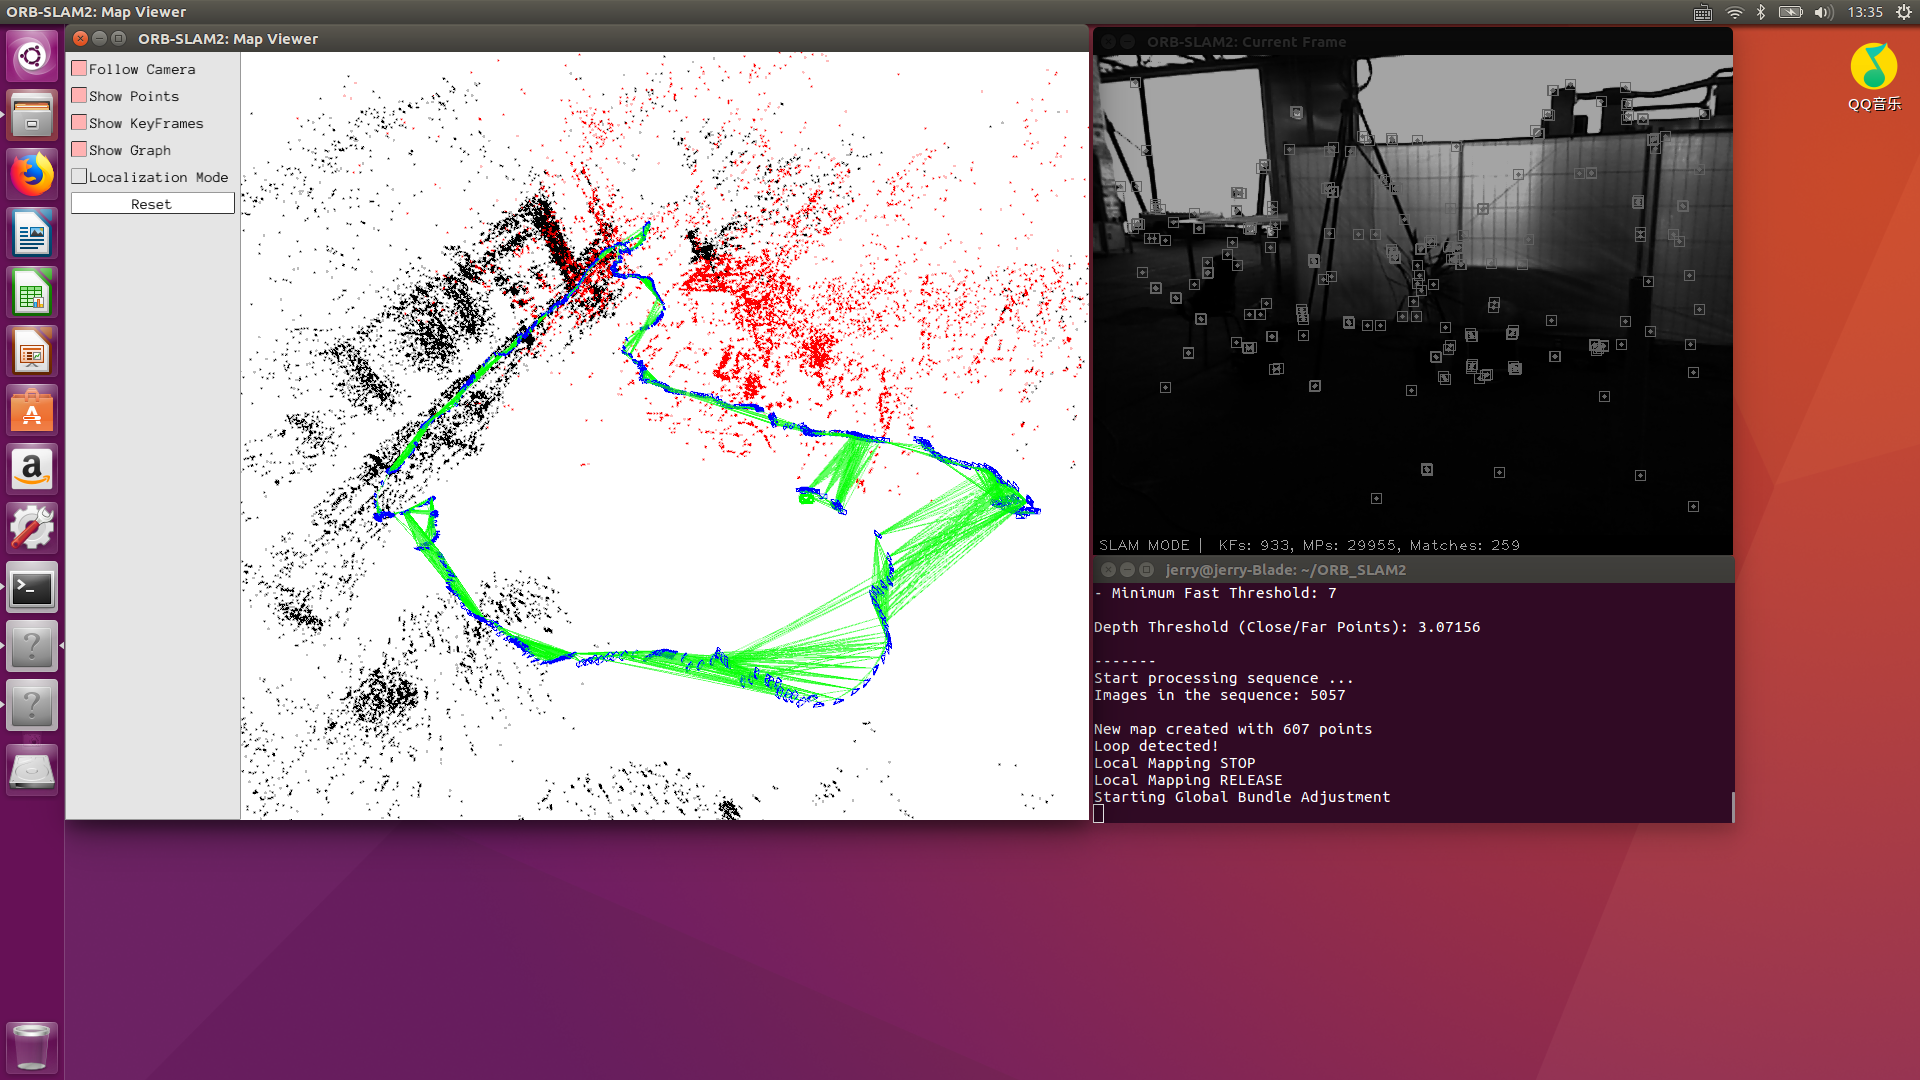 ORB-SLAM2: Map Viewer
13:35
ORB-SLAM2: Map Viewer
Follow Camera
Show Points
Show KeyFrames
Show Graph
Localization Mode
Reset
ORB-SLAM2: Current Frame
SLAM MODE | KFs: 933, MPs: 29955, Matches: 259
jerry@jerry-Blade: ~/ORB_SLAM2
- Minimum Fast Threshold: 7
Depth Threshold (Close/Far Points): 3.07156
-------
Start processing sequence ...
Images in the sequence: 5057
New map created with 607 points
Loop detected!
Local Mapping STOP
Local Mapping RELEASE
Starting Global Bundle Adjustment
QQ音乐